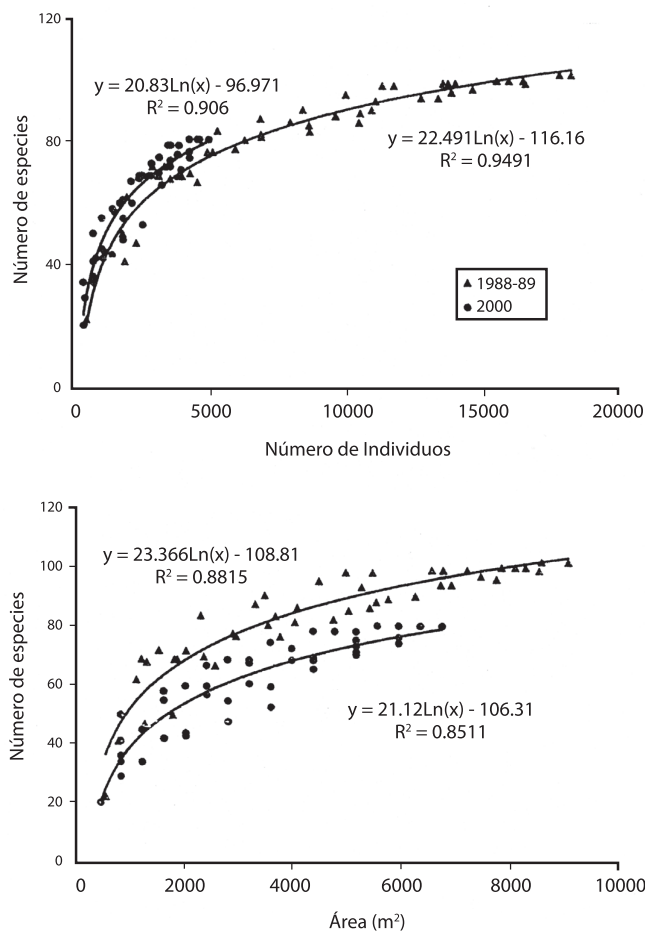 120
y = 20.83Ln(x) - 96.971
R² = 0.906
80
y = 22.491Ln(x) - 116.16
R² = 0.9491
Número de especies
40
1988-89
2000
0
0 5000 10000 15000 20000
Número de Individuos
120
y = 23.366Ln(x) - 108.81
R² = 0.8815
100
80
Número de especies
60
y = 21.12Ln(x) - 106.31
R² = 0.8511
40
20
0
0 2000 4000 6000 8000 10000
Área (m²)